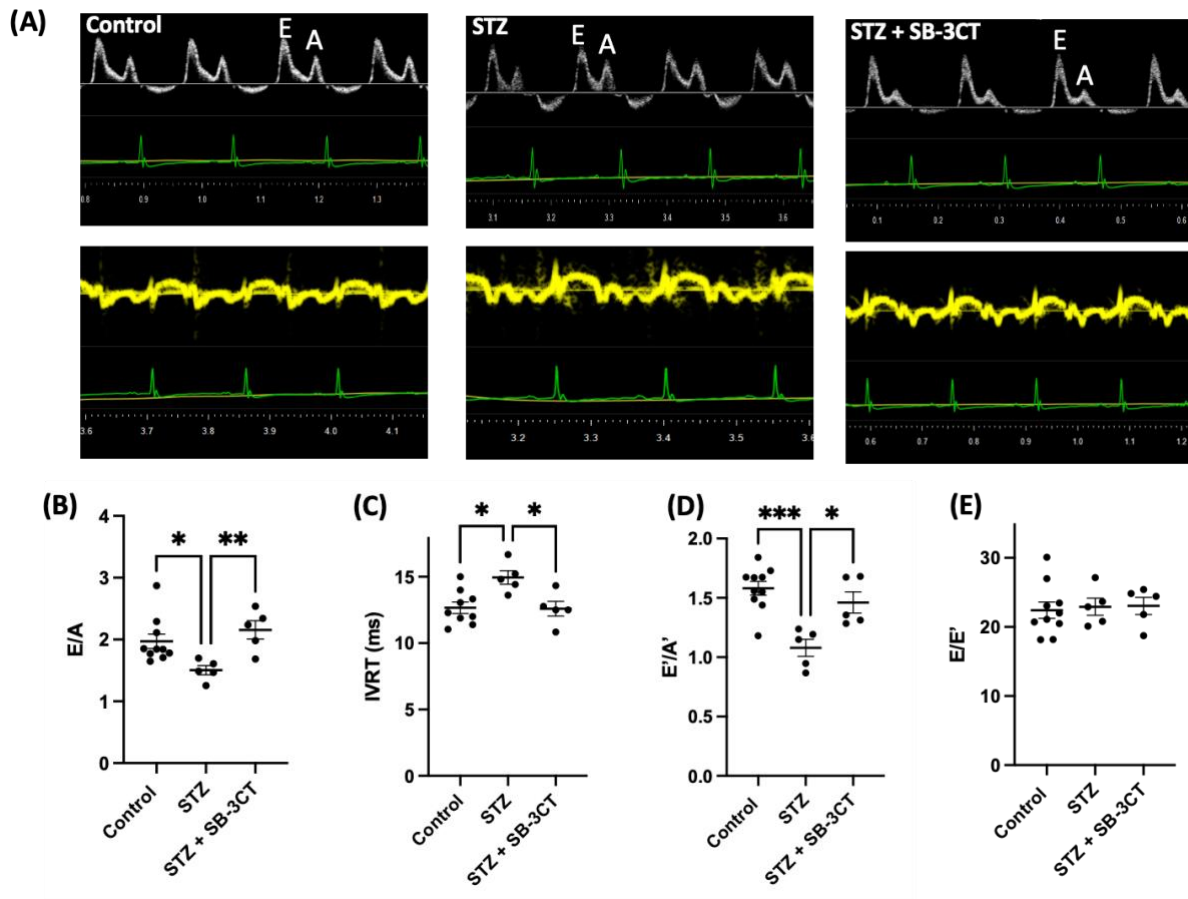 (A)
Control
E
A
0.8 0.9 1.0 1.1 1.2 1.3
STZ
E
A
3.1 3.2 3.3 3.4 3.5 3.6
STZ + SB-3CT
E
A
0.1 0.2 0.3 0.4 0.5 0.6
3.6 3.7 3.8 3.9 4.0 4.1
3.2 3.3 3.4 3.5 3.6
0.6 0.7 0.8 0.9 1.0 1.1 1.2
(B)
E/A
4
3
2
1
0
* **
Control
STZ
STZ + SB-3CT
(C)
IVRT (ms)
15
10
5
0
* *
Control
STZ
STZ + SB-3CT
(D)
E'/A'
2.0
1.5
1.0
0.5
0.0
*** *
Control
STZ
STZ + SB-3CT
(E)
E/E'
30
20
10
0
Control
STZ
STZ + SB-3CT